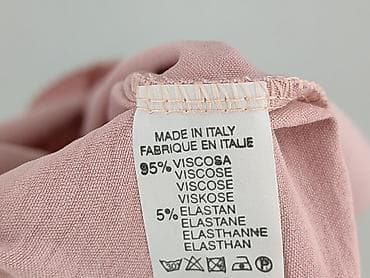 MADE IN ITALY
FABRIQUE EN ITALIE
95% VISCOSA
VISCOSE
VISCOSE
VISKOSE
5% ELASTAN
ELASTANE
ELASTHANNE
ELASTHAN